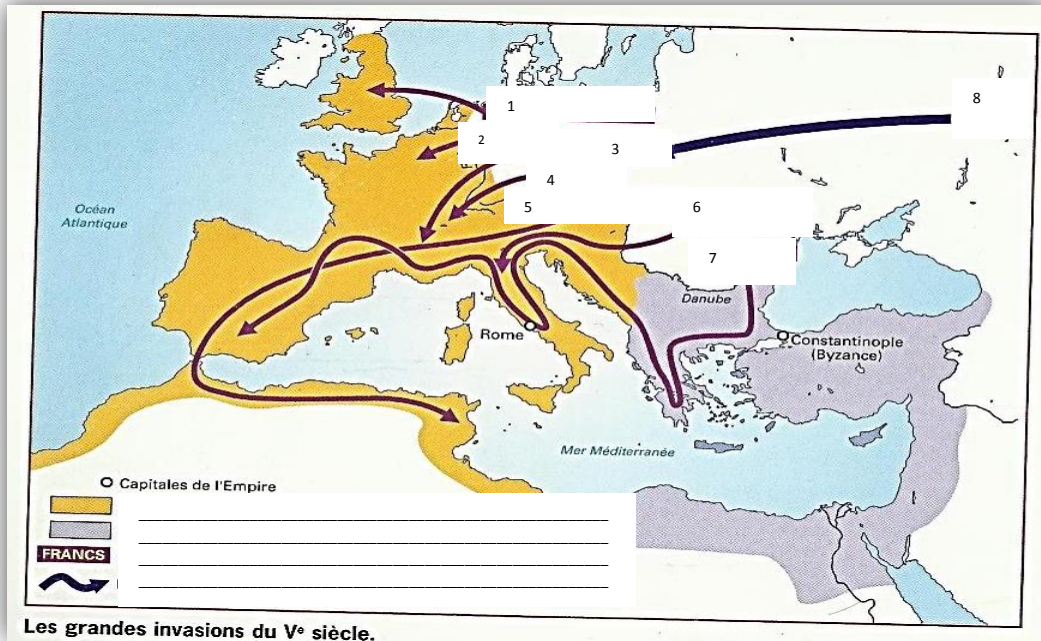 1
8
2
3
4
5
6
Océan
Atlantique
7
Danube
Rome
Constantinople
(Byzance)
Mer Méditerranée
Capitales de l'Empire
FRANCS
Les grandes invasions du Vᵉ siècle.